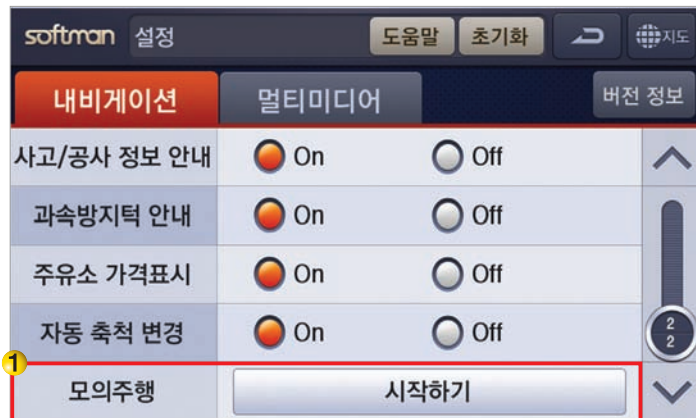 softman 설정 도움말 초기화 지도
내비게이션 멀티미디어 버전 정보
사고/공사 정보 안내 On Off
과속방지턱 안내 On Off
주유소 가격표시 On Off
자동 축척 변경 On Off
2
2
1
모의주행 시작하기